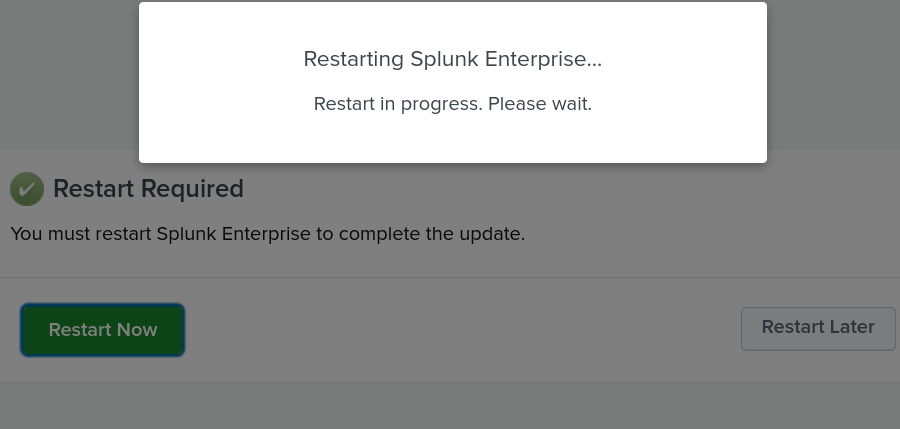 Restarting Splunk Enterprise...
Restart in progress. Please wait.
Restart Required
You must restart Splunk Enterprise to complete the update.
Restart Now
Restart Later